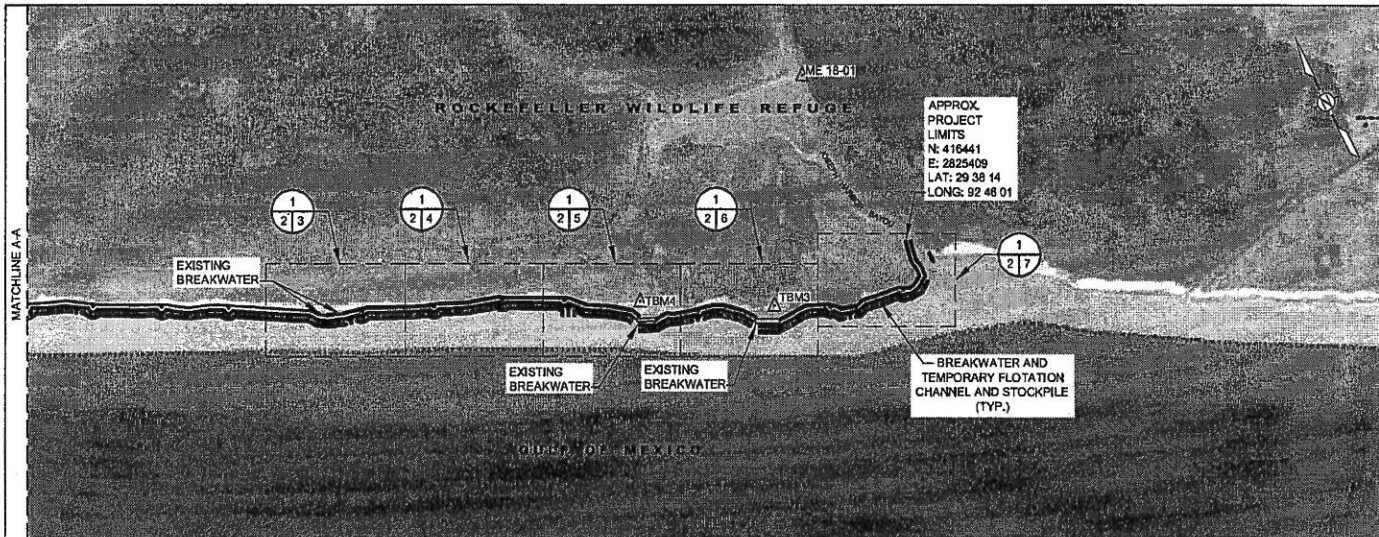 ME 18-01
ROCKEFELLER WILDLIFE REFUGE
APPROX.
PROJECT
LIMITS
N: 416441
E: 2825409
LAT: 29 38 14
LONG: 92 46 01
N
MATCHLINE A-A
1
2 3
1
2 4
1
2 5
1
2 6
1
2 7
EXISTING
BREAKWATER
TBM4
TBM3
EXISTING
BREAKWATER
EXISTING
BREAKWATER
BREAKWATER AND
TEMPORARY FLOTATION
CHANNEL AND STOCKPILE
(TYP.)
GULF OF MEXICO